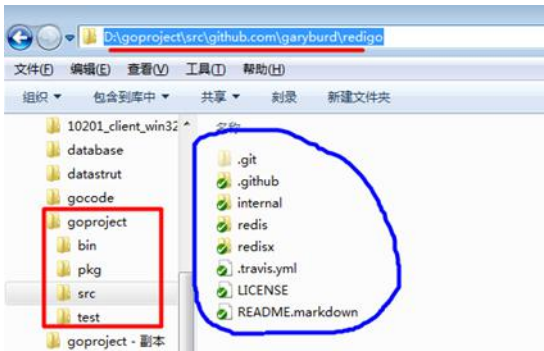 D:\goproject\src\github.com\garyburd\redigo
文件(F) 编辑(E) 查看(V) 工具(T) 帮助(H)
组织 包含到库中 共享 刻录 新建文件夹
10201_client_win32
database
datastrut
gocode
goproject
bin
pkg
src
test
goproject - 副本
名称
.git
.github
internal
redis
redisx
.travis.yml
LICENSE
README.markdown